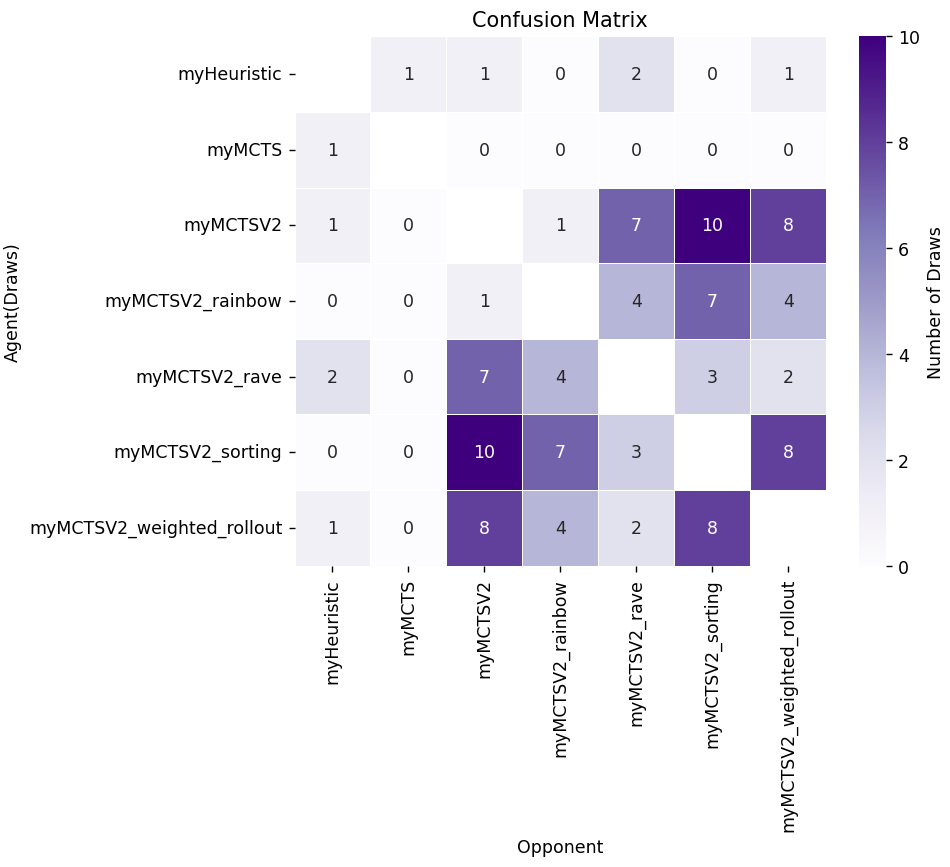 Confusion Matrix
myHeuristic 1 1 0 2 0 1
myMCTS 1 0 0 0 0 0
myMCTSV2 1 0 1 7 10 8
myMCTSV2_rainbow 0 0 1 4 7 4
myMCTSV2_rave 2 0 7 4 3 2
myMCTSV2_sorting 0 0 10 7 3 8
myMCTSV2_weighted_rollout 1 0 8 4 2 8
Agent(Draws)
myHeuristic
myMCTS
myMCTSV2
myMCTSV2_rainbow
myMCTSV2_rave
myMCTSV2_sorting
myMCTSV2_weighted_rollout
Opponent
10
8
6
4
2
0
Number of Draws